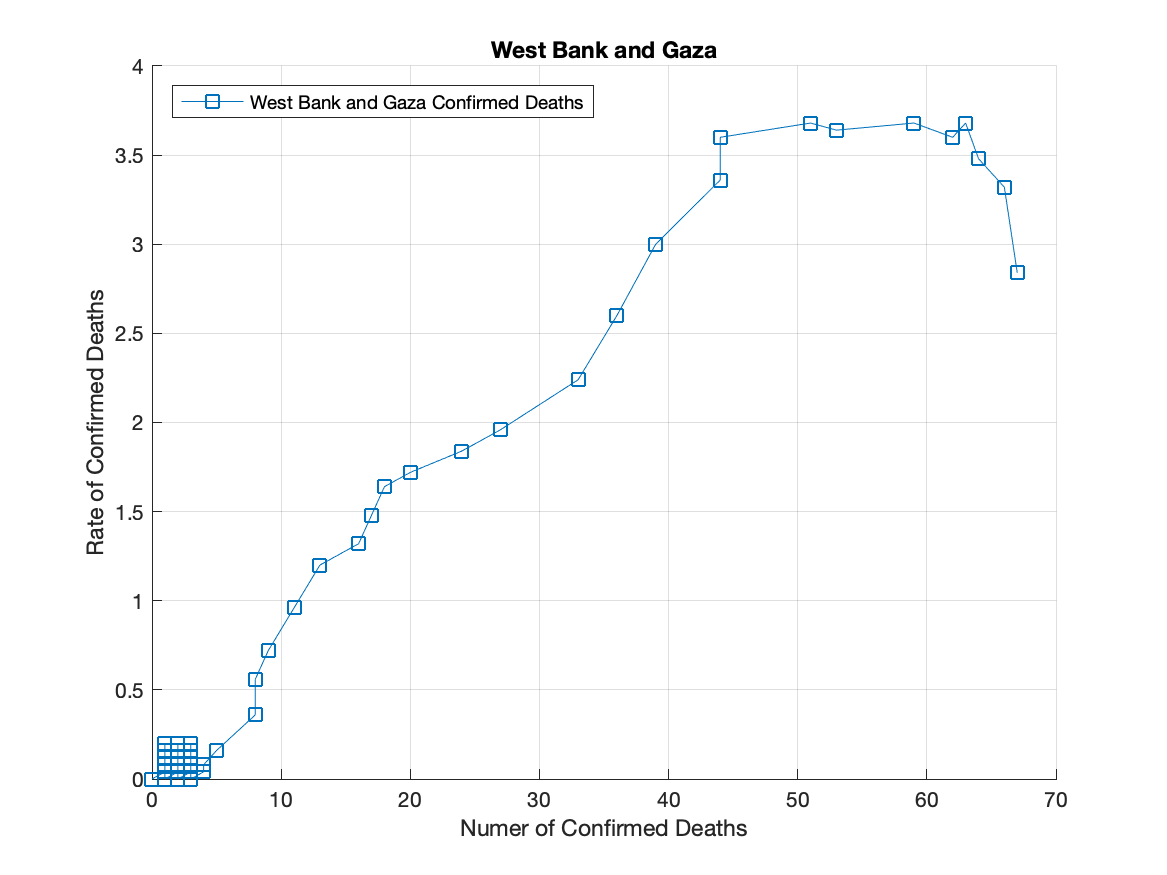 West Bank and Gaza
4
West Bank and Gaza Confirmed Deaths
3.5
3
2.5
2
1.5
1
0.5
0
Rate of Confirmed Deaths
0 10 20 30 40 50 60 70
Numer of Confirmed Deaths